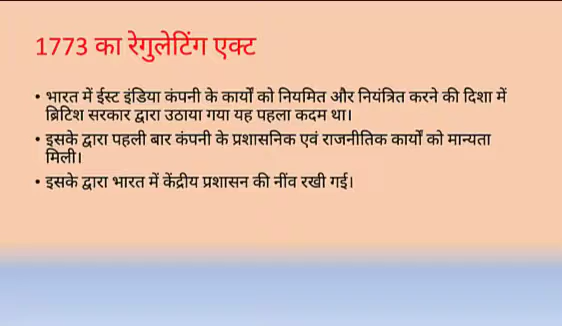 1773 का रेगुलेटिंग एक्ट
• भारत में ईस्ट इंडिया कंपनी के कार्यों को नियमित और नियंत्रित करने की दिशा में
ब्रिटिश सरकार द्वारा उठाया गया यह पहला कदम था।
• इसके द्वारा पहली बार कंपनी के प्रशासनिक एवं राजनीतिक कार्यों को मान्यता
मिली।
• इसके द्वारा भारत में केंद्रीय प्रशासन की नींव रखी गई।